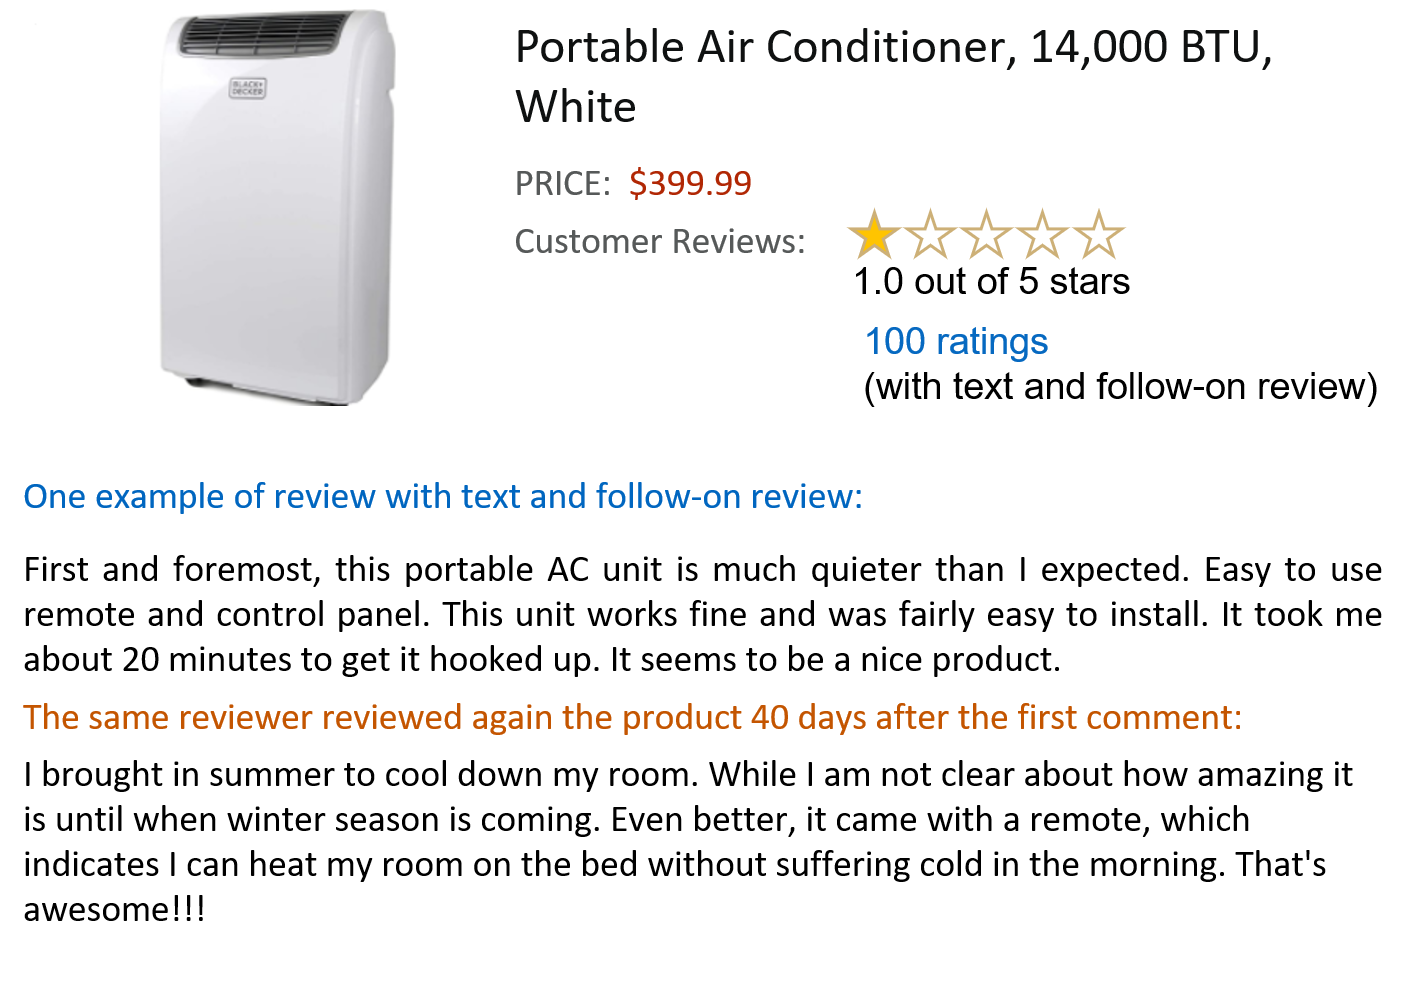 BLACK+
DECKER
Portable Air Conditioner, 14,000 BTU,
White
PRICE: $399.99
Customer Reviews:
1.0 out of 5 stars
100 ratings
(with text and follow-on review)
One example of review with text and follow-on review:
First and foremost, this portable AC unit is much quieter than I expected. Easy to use
remote and control panel. This unit works fine and was fairly easy to install. It took me
about 20 minutes to get it hooked up. It seems to be a nice product.
The same reviewer reviewed again the product 40 days after the first comment:
I brought in summer to cool down my room. While I am not clear about how amazing it
is until when winter season is coming. Even better, it came with a remote, which
indicates I can heat my room on the bed without suffering cold in the morning. That's
awesome!!!